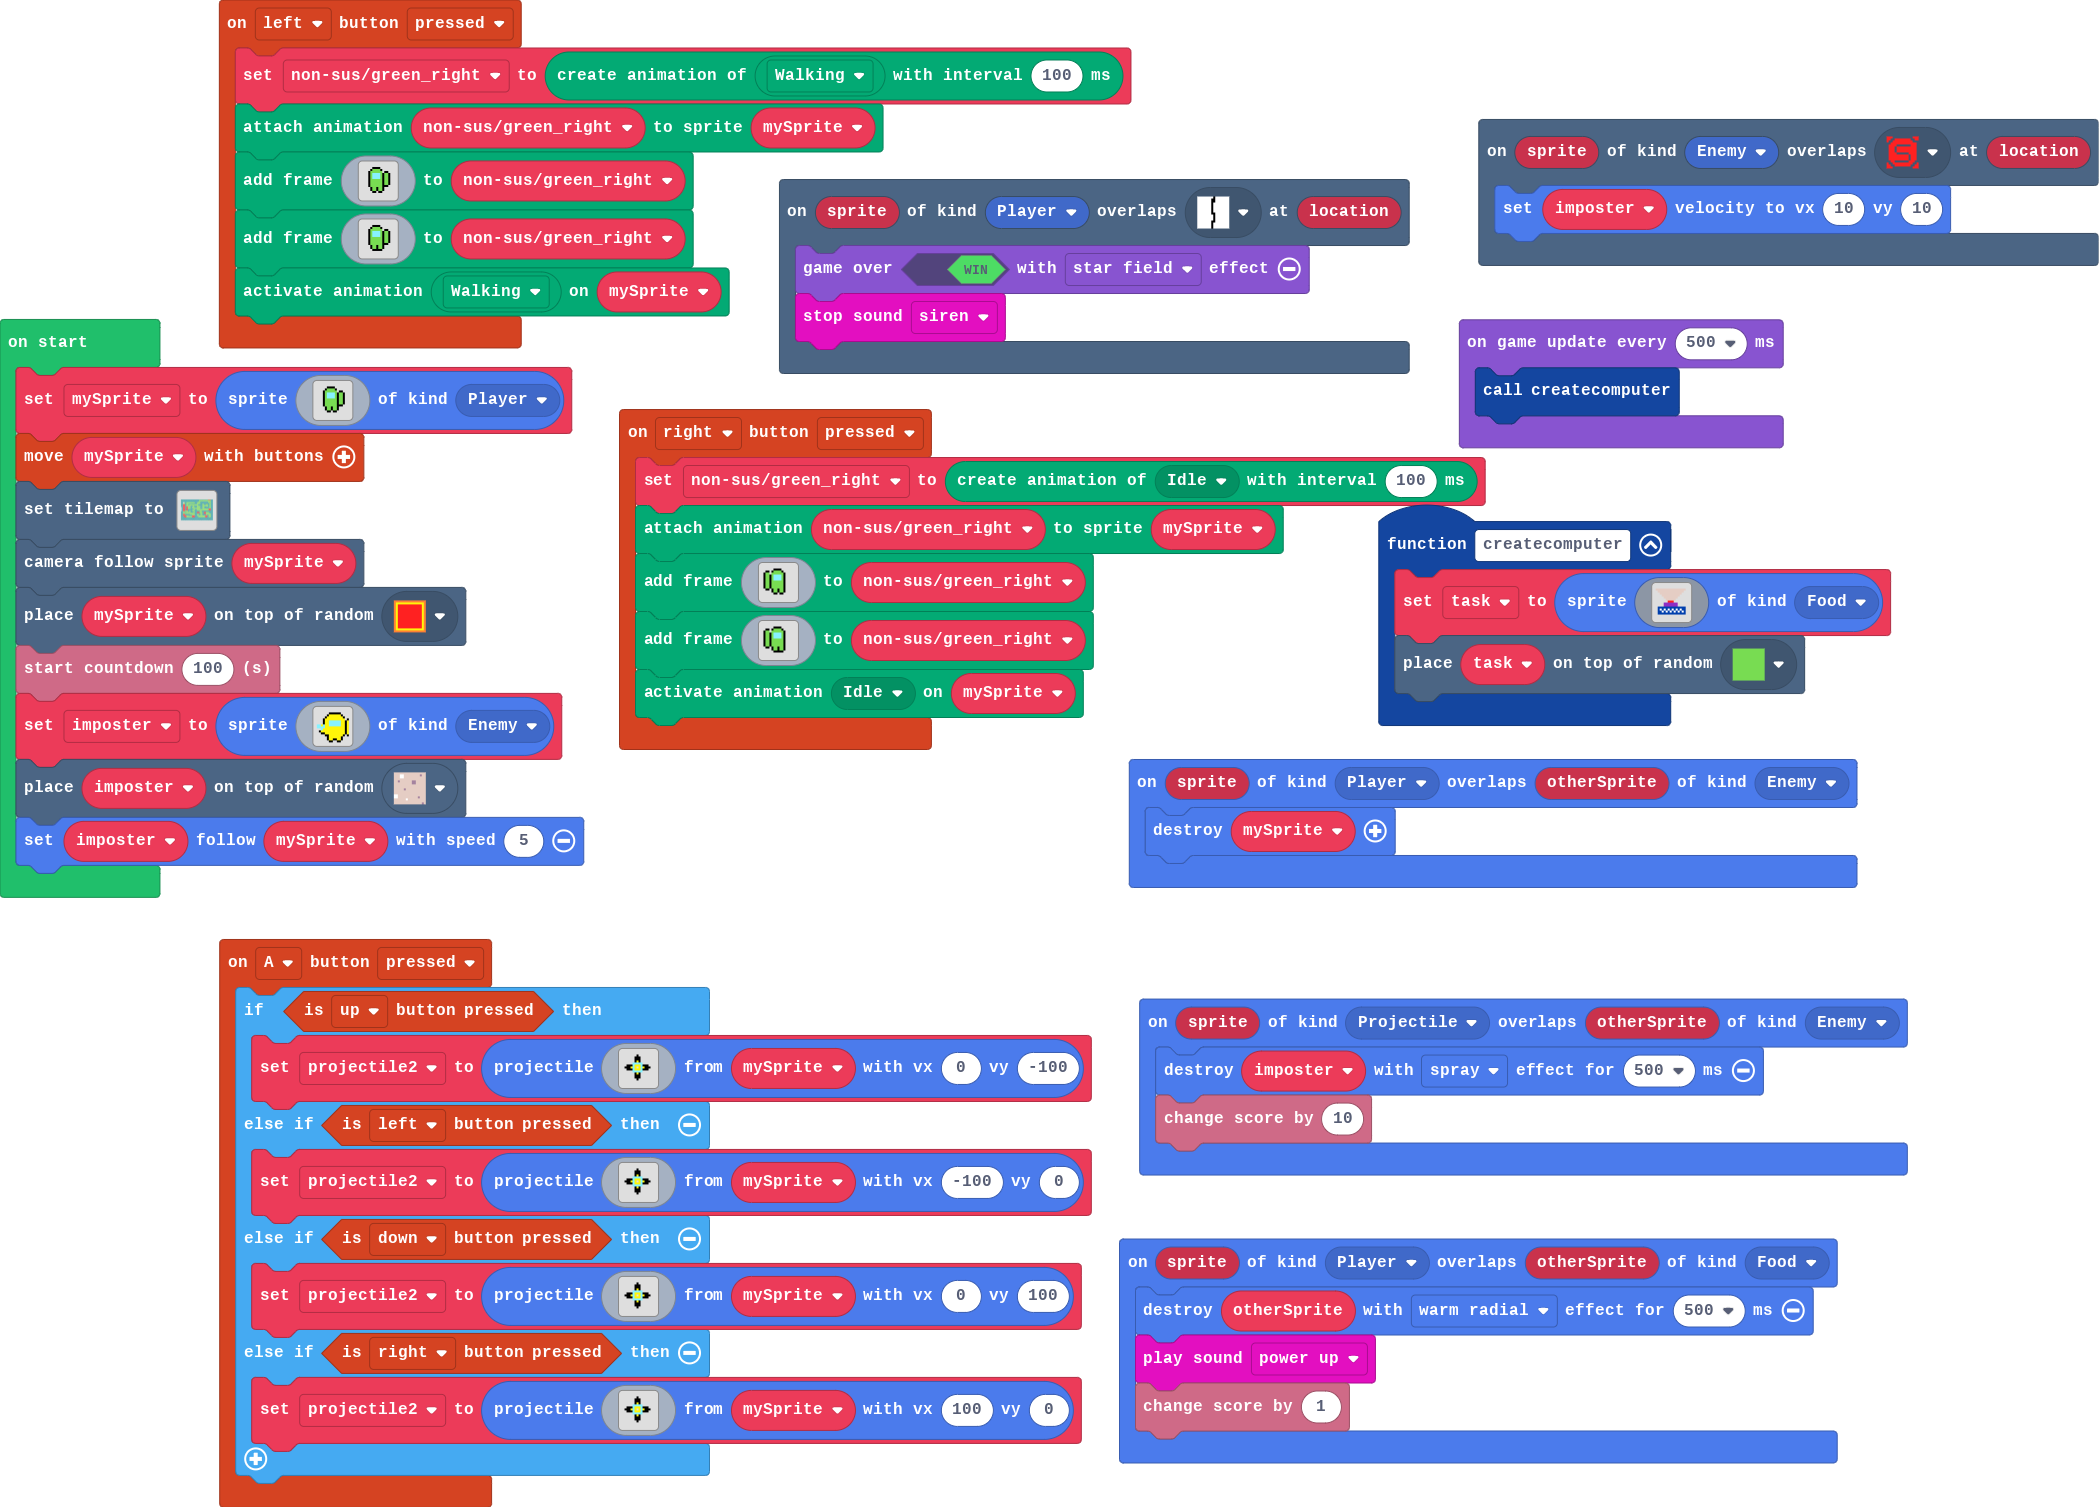 on left button pressed
set non-sus/green_right to create animation of Walking with interval 100 ms
attach animation non-sus/green_right to sprite mySprite
add frame to non-sus/green_right
add frame to non-sus/green_right
activate animation Walking on mySprite
on sprite of kind Player overlaps at location
game over WIN with star field effect
stop sound siren
on sprite of kind Enemy overlaps S at location
set imposter velocity to vx 10 vy 10
on game update every 500 ms
call createcomputer
on start
set mySprite to sprite of kind Player
move mySprite with buttons
set tilemap to
camera follow sprite mySprite
place mySprite on top of random
start countdown 100 (s)
set imposter to sprite of kind Enemy
place imposter on top of random
set imposter follow mySprite with speed 5
on right button pressed
set non-sus/green_right to create animation of Idle with interval 100 ms
attach animation non-sus/green_right to sprite mySprite
add frame to non-sus/green_right
add frame to non-sus/green_right
activate animation Idle on mySprite
function createcomputer
set task to sprite of kind Food
place task on top of random
on sprite of kind Player overlaps otherSprite of kind Enemy
destroy mySprite
on A button pressed
if is up button pressed then
set projectile2 to projectile from mySprite with vx 0 vy -100
else if is left button pressed then
set projectile2 to projectile from mySprite with vx -100 vy 0
else if is down button pressed then
set projectile2 to projectile from mySprite with vx 0 vy 100
else if is right button pressed then
set projectile2 to projectile from mySprite with vx 100 vy 0
on sprite of kind Projectile overlaps otherSprite of kind Enemy
destroy imposter with spray effect for 500 ms
change score by 10
on sprite of kind Player overlaps otherSprite of kind Food
destroy otherSprite with warm radial effect for 500 ms
play sound power up
change score by 1